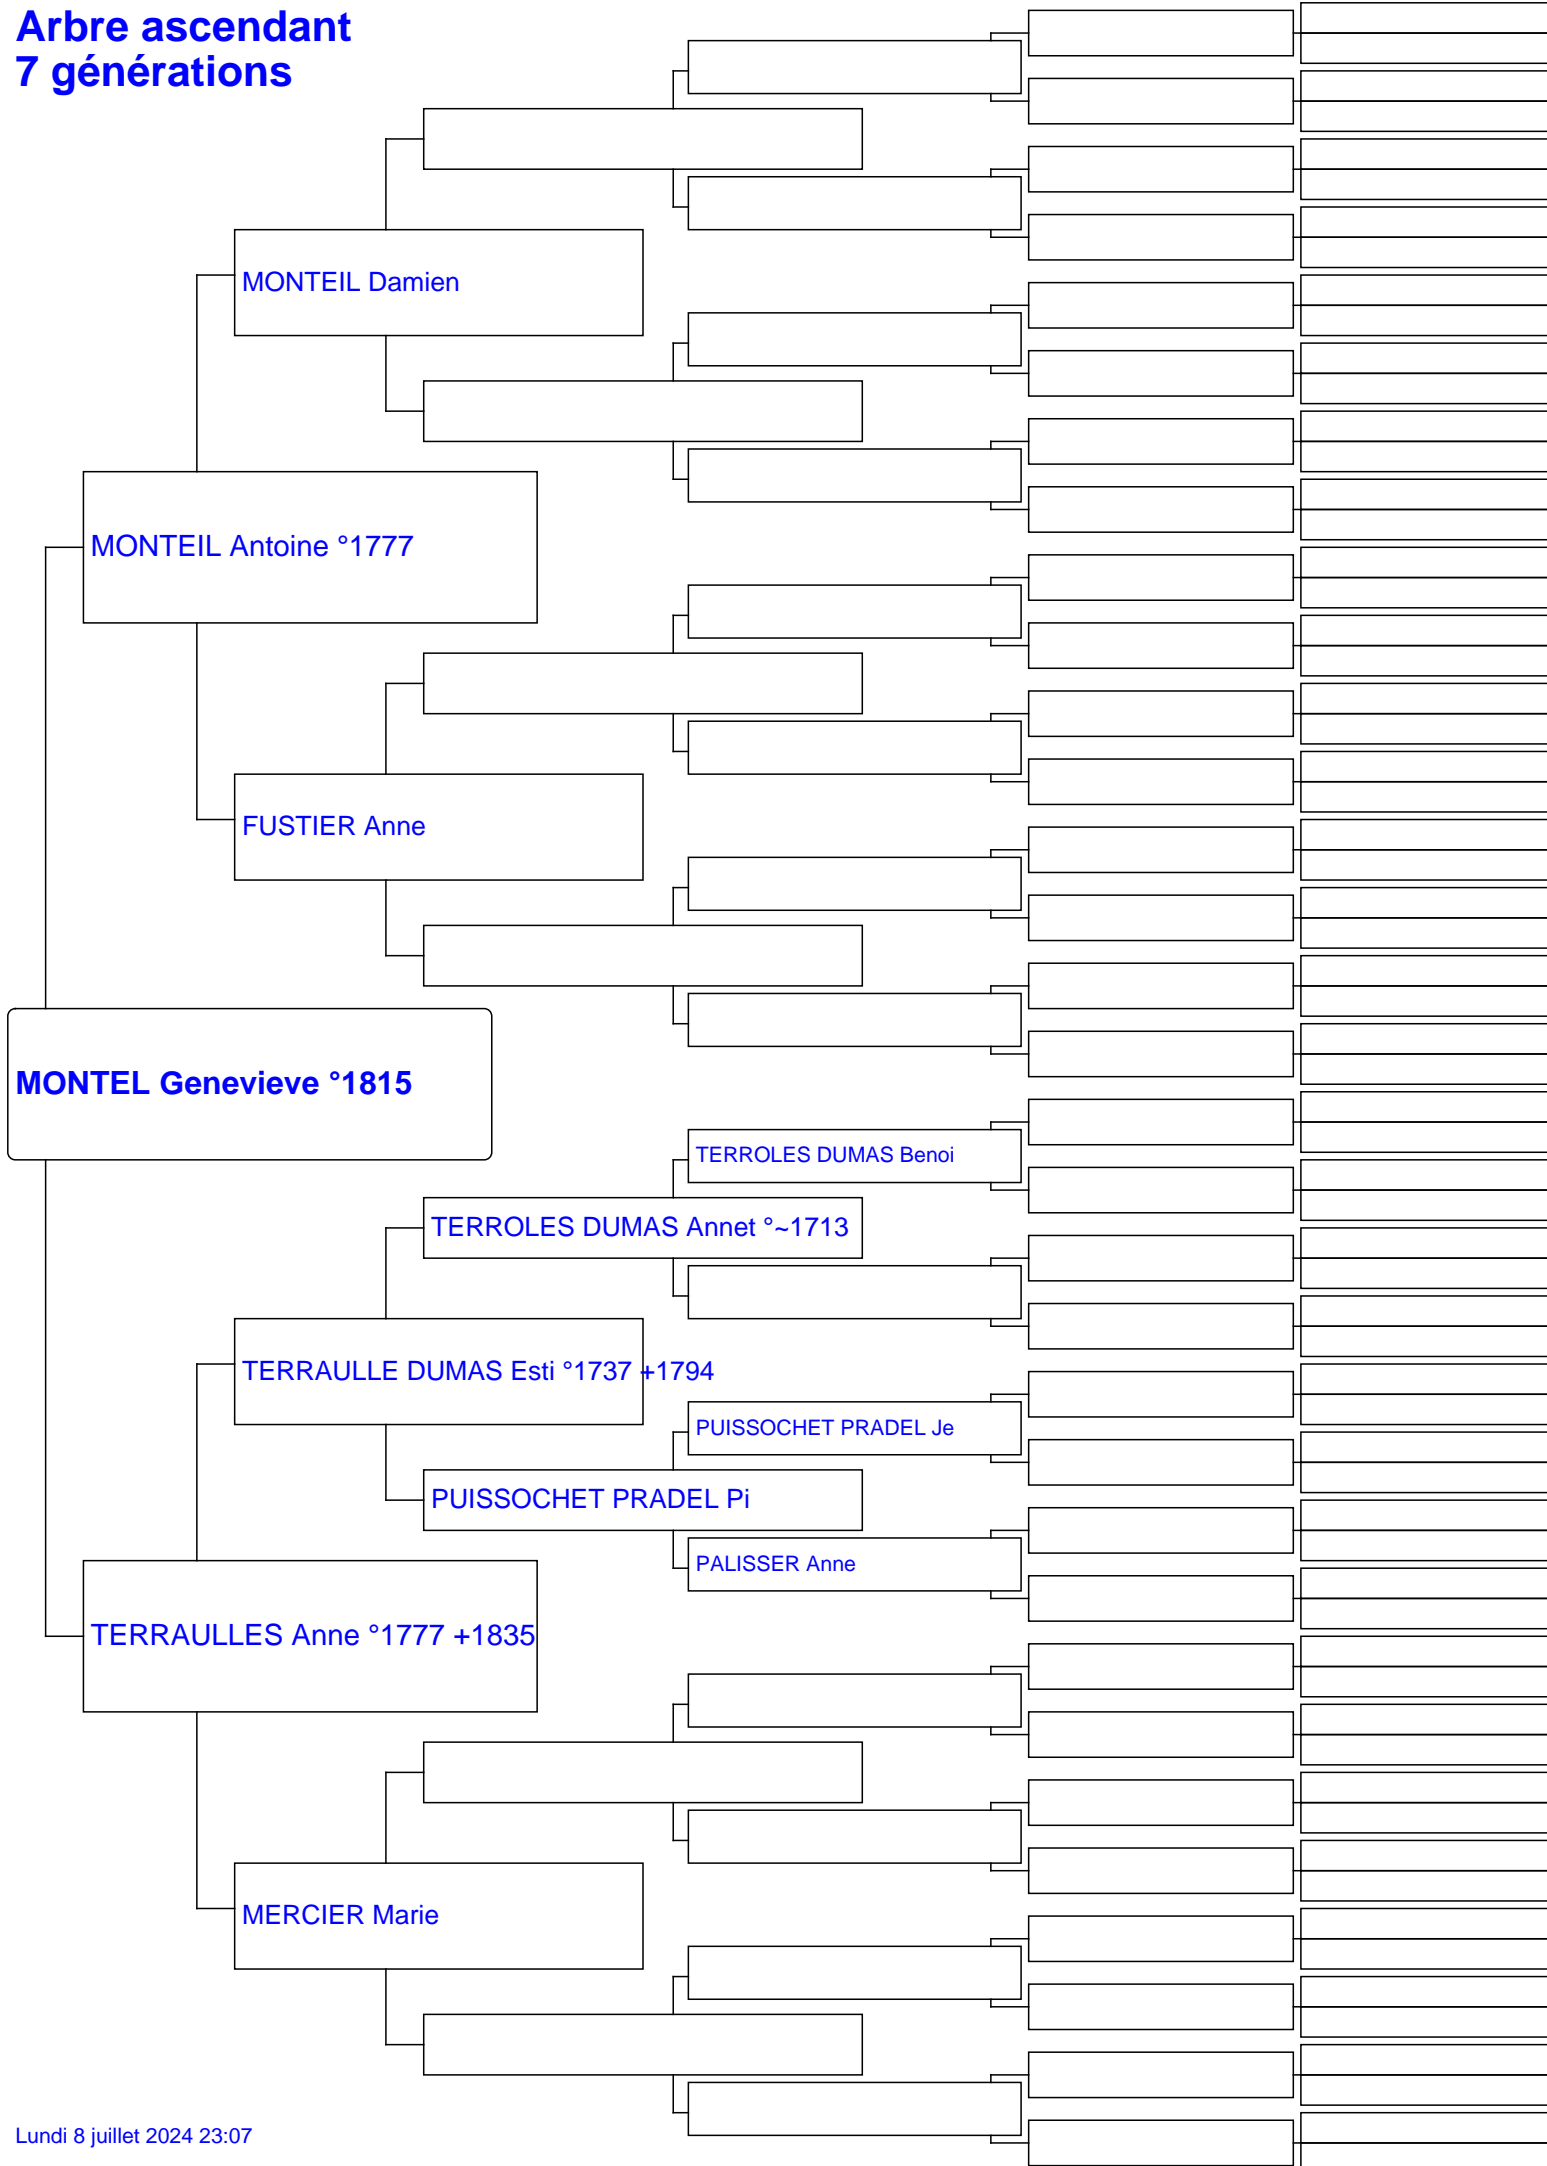 Arbre ascendant
7 générations
MONTEIL Damien
MONTEIL Antoine °1777
FUSTIER Anne
MONTEL Genevieve °1815
TERROLES DUMAS Benoi
TERROLES DUMAS Annet °~1713
TERRAULLE DUMAS Esti °1737 +1794
PUISSOCHET PRADEL Je
PUISSOCHET PRADEL Pi
PALISSER Anne
TERRAULLES Anne °1777 +1835
MERCIER Marie
Lundi 8 juillet 2024 23:07